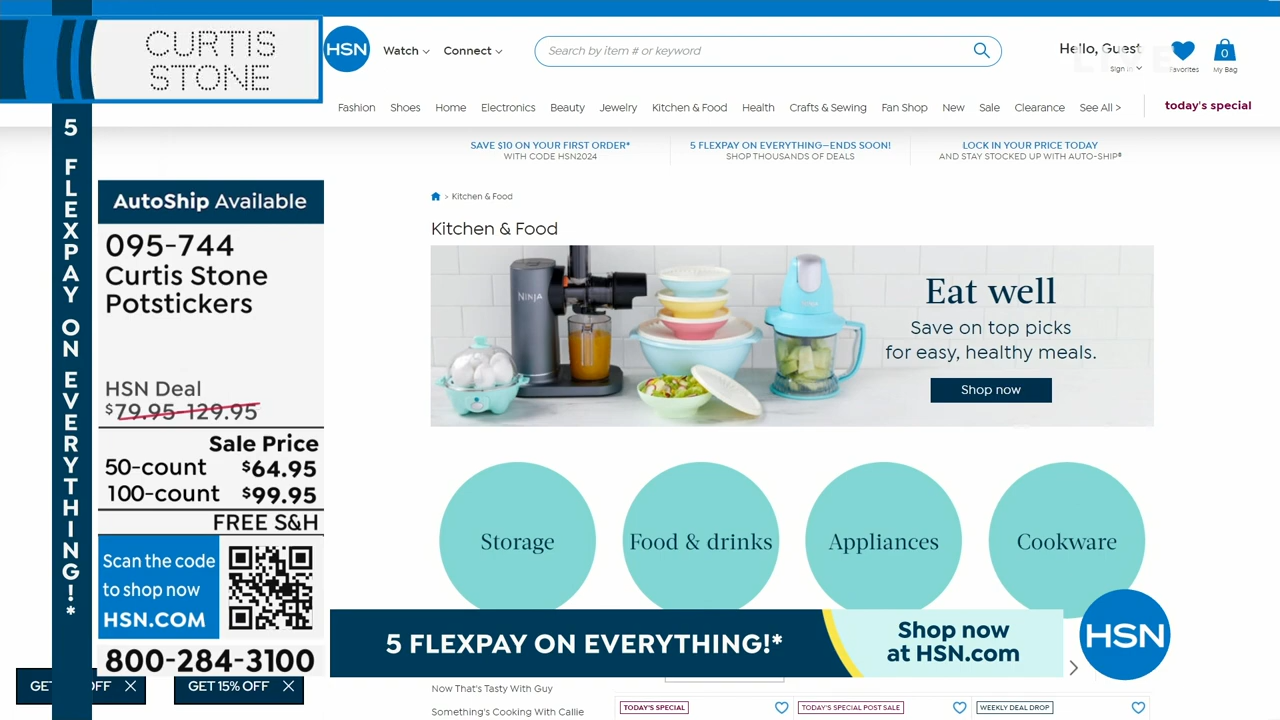 CURTIS
STONE
5 FLEXPAY ON EVERYTHING!*
AutoShip Available
095-744
Curtis Stone
Potstickers
HSN Deal
$79.95-129.95
Sale Price
50-count $64.95
100-count $99.95
FREE S&H
Scan the code
to shop now
HSN.COM
800-284-3100
GET 15% OFF
HSN
Watch
Connect
Search by item # or keyword
Hello, Guest
LIVE
Sign in
Favorites
0
My Bag
Fashion Shoes Home Electronics Beauty Jewelry Kitchen & Food Health Crafts & Sewing Fan Shop New Sale Clearance See All >
today's special
SAVE $10 ON YOUR FIRST ORDER*
WITH CODE HSN2024
5 FLEXPAY ON EVERYTHING—ENDS SOON!
SHOP THOUSANDS OF DEALS
LOCK IN YOUR PRICE TODAY
AND STAY STOCKED UP WITH AUTO-SHIP®
> Kitchen & Food
Kitchen & Food
NINJA
Eat well
Save on top picks
for easy, healthy meals.
Shop now
Storage
Food & drinks
Appliances
Cookware
5 FLEXPAY ON EVERYTHING!*
Shop now
at HSN.com
HSN
Now That's Tasty With Guy
Something's Cooking With Callie
TODAY'S SPECIAL
TODAY'S SPECIAL POST SALE
WEEKLY DEAL DROP